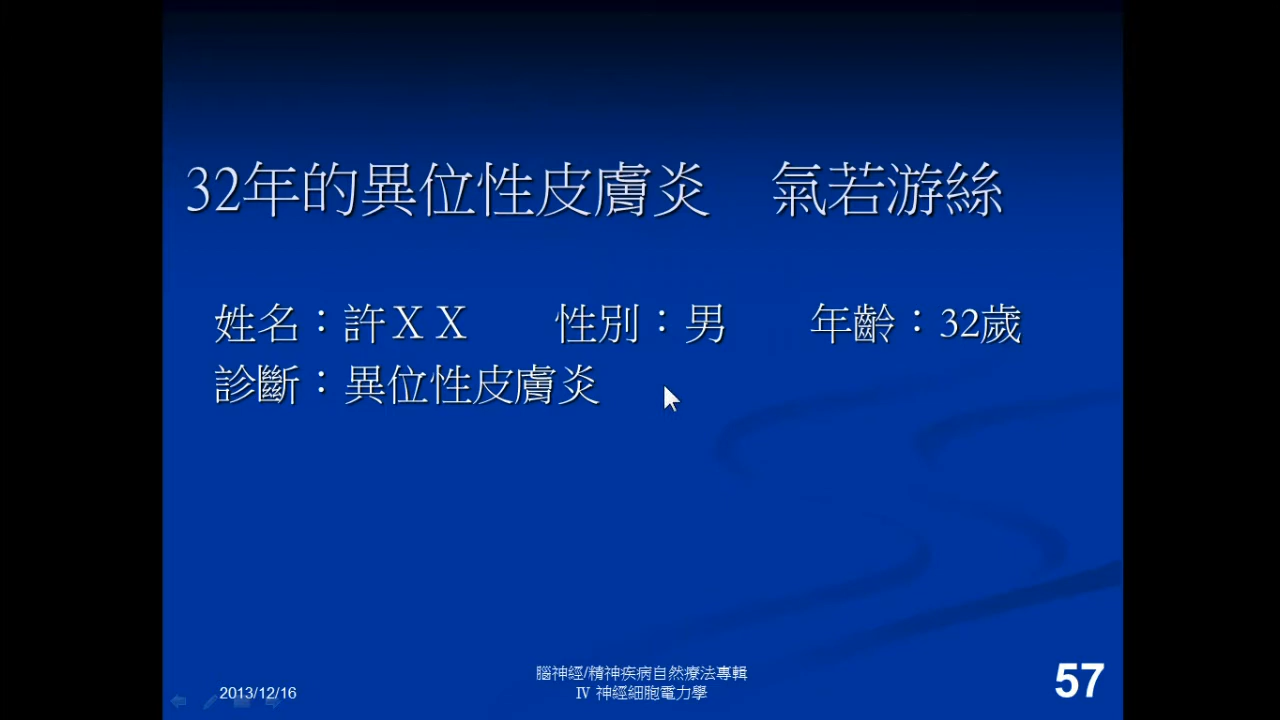 32年的異位性皮膚炎　氣若游絲
姓名：許ＸＸ　　性別：男　　年齡：32歲
診斷：異位性皮膚炎
2013/12/16
腦神經/精神疾病自然療法專輯
Ⅳ 神經細胞電力學
57